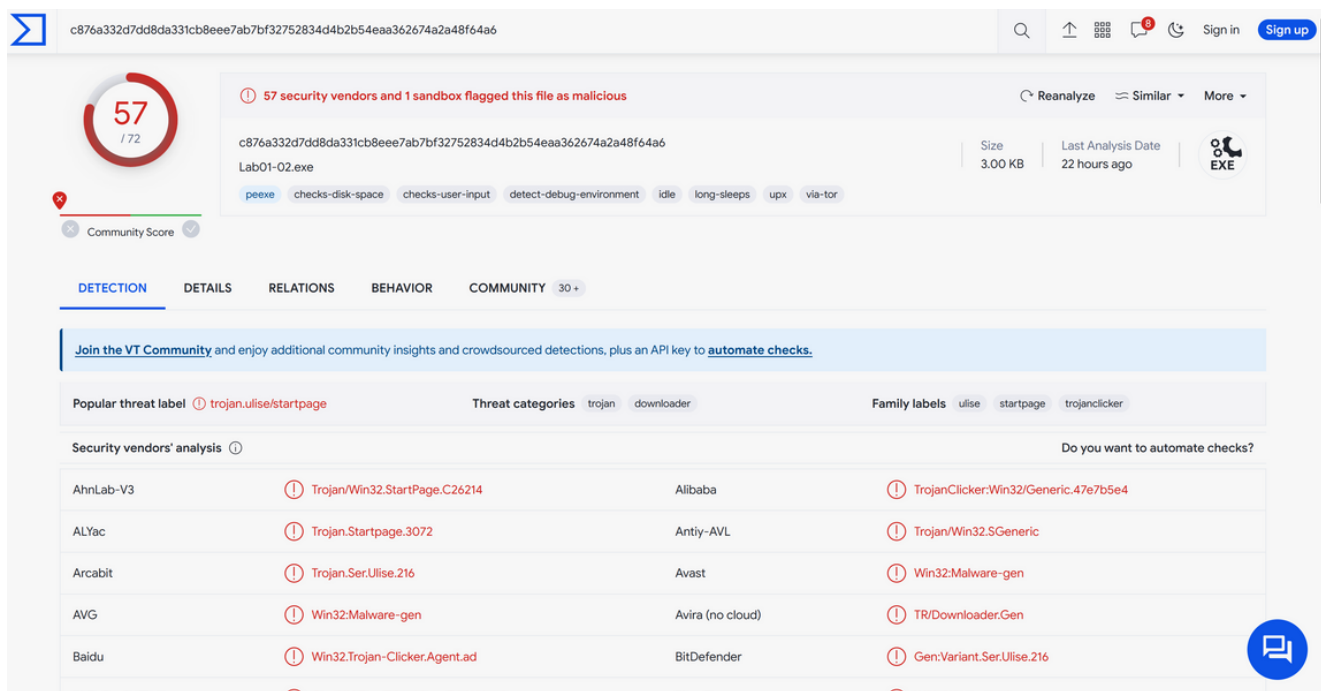 c876a332d7dd8da331cb8eee7ab7bf32752834d4b2b54eaa362674a2a48f64a6
8
Sign in
Sign up
57
/ 72
57 security vendors and 1 sandbox flagged this file as malicious
Reanalyze
Similar
More
c876a332d7dd8da331cb8eee7ab7bf32752834d4b2b54eaa362674a2a48f64a6
Lab01-02.exe
peexe checks-disk-space checks-user-input detect-debug-environment idle long-sleeps upx via-tor
Size
3.00 KB
Last Analysis Date
22 hours ago
EXE
Community Score
DETECTION DETAILS RELATIONS BEHAVIOR COMMUNITY 30 +
Join the VT Community and enjoy additional community insights and crowdsourced detections, plus an API key to automate checks.
Popular threat label trojan.ulise/startpage Threat categories trojan downloader Family labels ulise startpage trojanclicker
Security vendors' analysis Do you want to automate checks?
AhnLab-V3 Trojan/Win32.StartPage.C26214 Alibaba TrojanClicker:Win32/Generic.47e7b5e4
ALYac Trojan.Startpage.3072 Antiy-AVL Trojan/Win32.SGeneric
Arcabit Trojan.Ser.Ulise.216 Avast Win32:Malware-gen
AVG Win32:Malware-gen Avira (no cloud) TR/Downloader.Gen
Baidu Win32.Trojan-Clicker.Agent.ad BitDefender Gen:Variant.Ser.Ulise.216